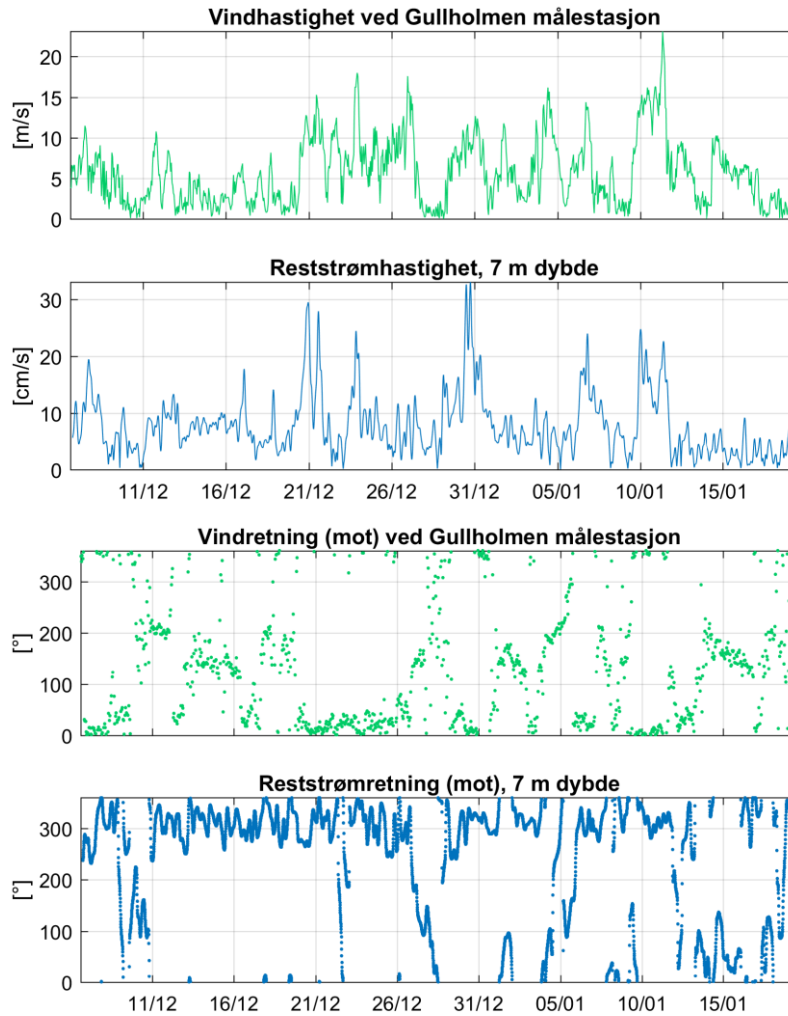 Vindhastighet ved Gullholmen målestasjon
[m/s]
20
15
10
5
0
Reststrømhastighet, 7 m dybde
[cm/s]
30
20
10
0
11/12 16/12 21/12 26/12 31/12 05/01 10/01 15/01
Vindretning (mot) ved Gullholmen målestasjon
[°]
300
200
100
0
Reststrømretning (mot), 7 m dybde
[°]
300
200
100
0
11/12 16/12 21/12 26/12 31/12 05/01 10/01 15/01